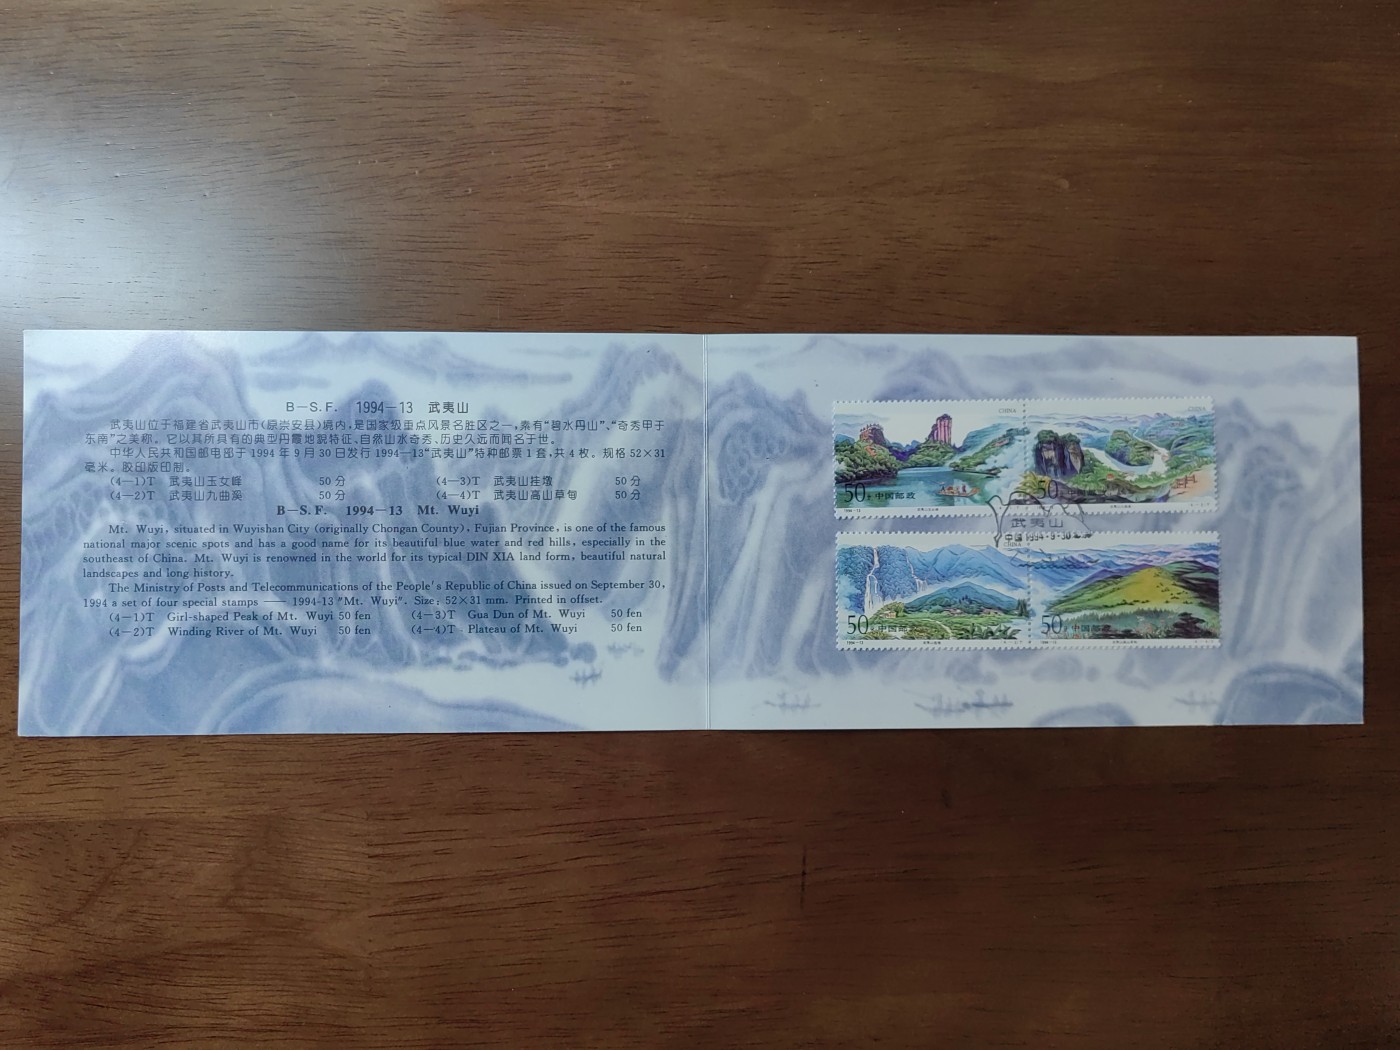 B—S.F. 1994—13 武夷山
武夷山位于福建省武夷山市(原崇安县)境内,是国家级重点风景名胜区之一,素有“碧水丹山”、“奇秀甲于
东南”之美称。它以其所具有的典型丹霞地貌特征、自然山水奇秀、历史久远而闻名于世。
中华人民共和国邮电部于1994年9月30日发行1994—13“武夷山”特种邮票1套,共4枚。规格52×31
毫米。胶印版印制。
(4—1)T 武夷山玉女峰 50分 (4—3)T 武夷山挂墩 50分
(4—2)T 武夷山九曲溪 50分 (4—4)T 武夷山高山草甸 50分
B—S.F. 1994—13 Mt. Wuyi
Mt. Wuyi, situated in Wuyishan City (originally Chongan County), Fujian Province, is one of the famous
national major scenic spots and has a good name for its beautiful blue water and red hills, especially in the
southeast of China. Mt. Wuyi is renowned in the world for its typical DIN XIA land form, beautiful natural
landscapes and long history.
The Ministry of Posts and Telecommunications of the People's Republic of China issued on September 30,
1994 a set of four special stamps —— 1994-13 "Mt. Wuyi". Size: 52×31 mm. Printed in offset.
(4—1)T Girl-shaped Peak of Mt. Wuyi 50 fen (4—3)T Gua Dun of Mt. Wuyi 50 fen
(4—2)T Winding River of Mt. Wuyi 50 fen (4—4)T Plateau of Mt. Wuyi 50 fen
CHINA
CHINA
50分 中国邮政
50
1994-13
武夷山
中国 1994.9.30
50分 中国邮
50分 中国邮政
1994-13